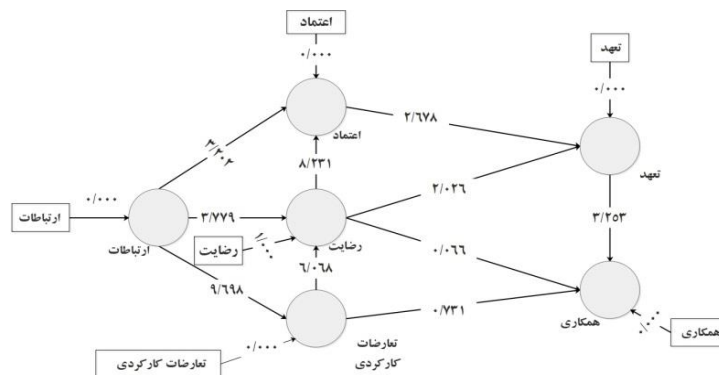 اعتماد
۰/۰۰۰
تعهد
۰/۰۰۰
اعتماد
۲/۶۷۸
تعهد
۳/۲۰۲
۸/۲۳۱
۲/۰۲۶
ارتباطات
۰/۰۰۰
ارتباطات
۳/۷۷۹
رضایت
رضایت
۱/۰۰۰
۳/۲۵۳
۰/۰۶۶
۹/۶۹۸
۶/۰۶۸
۰/۷۳۱
همکاری
تعارضات
کارکردی
تعارضات کارکردی
۰/۰۰۰
همکاری
۰/۰۰۰